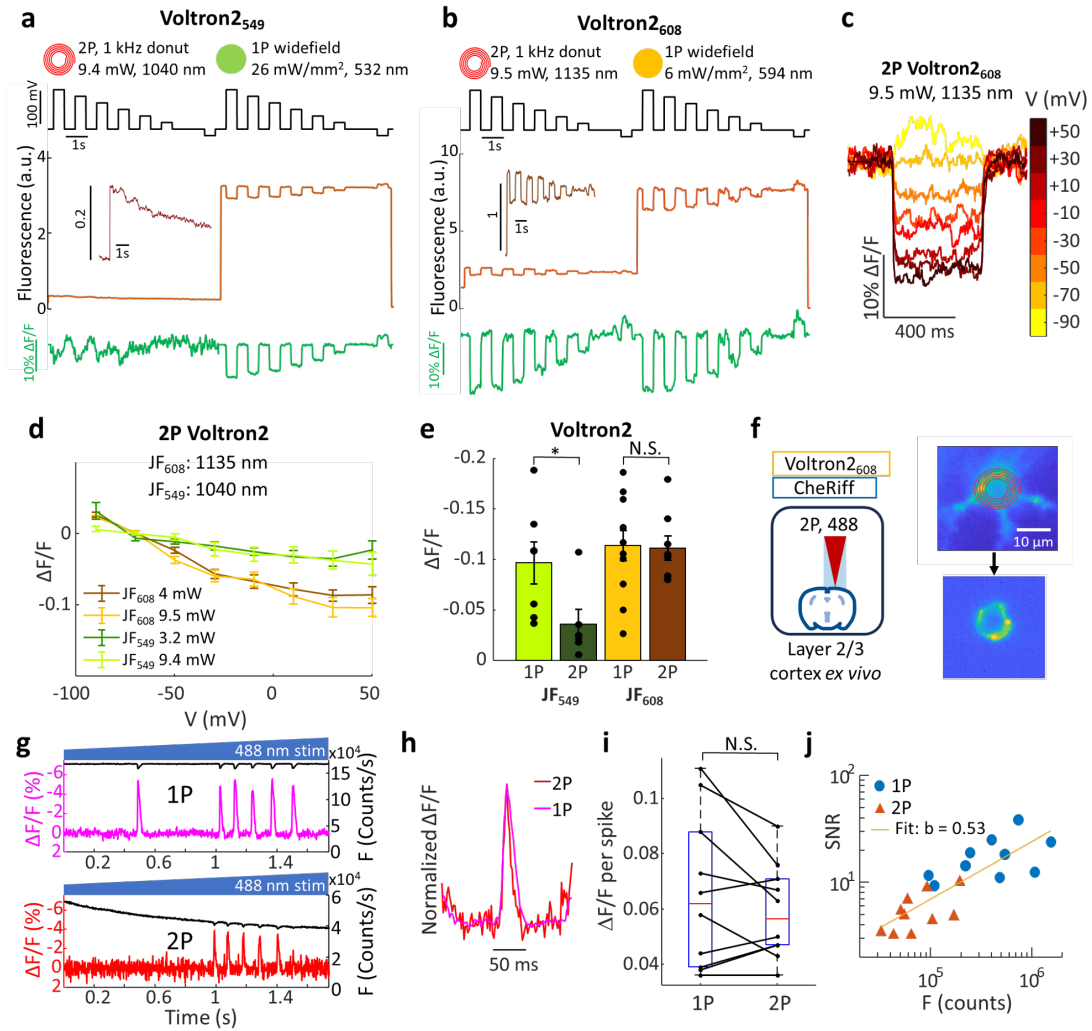 a
Voltron2549
2P, 1 kHz donut
9.4 mW, 1040 nm
1P widefield
26 mW/mm², 532 nm
100 mV
1s
Fluorescence (a.u.)
4
2
0
0.2
1s
10% ΔF/F
b
Voltron2608
2P, 1 kHz donut
9.5 mW, 1135 nm
1P widefield
6 mW/mm², 594 nm
100 mV
1s
Fluorescence (a.u.)
10
5
0
1
1s
10% ΔF/F
c
2P Voltron2608
9.5 mW, 1135 nm
V (mV)
+50
+30
+10
-10
-30
-50
-70
-90
10% ΔF/F
400 ms
d
2P Voltron2
JF608: 1135 nm
JF549: 1040 nm
ΔF/F
0
-0.1
JF608 4 mW
JF608 9.5 mW
JF549 3.2 mW
JF549 9.4 mW
-100
-50
0
50
V (mV)
e
Voltron2
*
N.S.
ΔF/F
-0.2
-0.1
-0.05
0
1P
2P
1P
2P
JF549
JF608
f
Voltron2608
CheRiff
2P, 488
Layer 2/3
cortex ex vivo
10 µm
g
488 nm stim
x10⁴
ΔF/F (%)
-6
-4
-2
0
2
1P
15
10
5
0
F (Counts/s)
0.2
0.6
1
1.4
488 nm stim
x10⁴
ΔF/F (%)
-6
-4
-2
0
2
2P
6
4
2
0
F (Counts/s)
0.2
0.6
1
1.4
Time (s)
h
Normalized ΔF/F
2P
1P
50 ms
i
N.S.
ΔF/F per spike
0.1
0.08
0.06
0.04
1P
2P
j
SNR
10²
10¹
1P
2P
Fit: b = 0.53
10⁵
10⁶
F (counts)